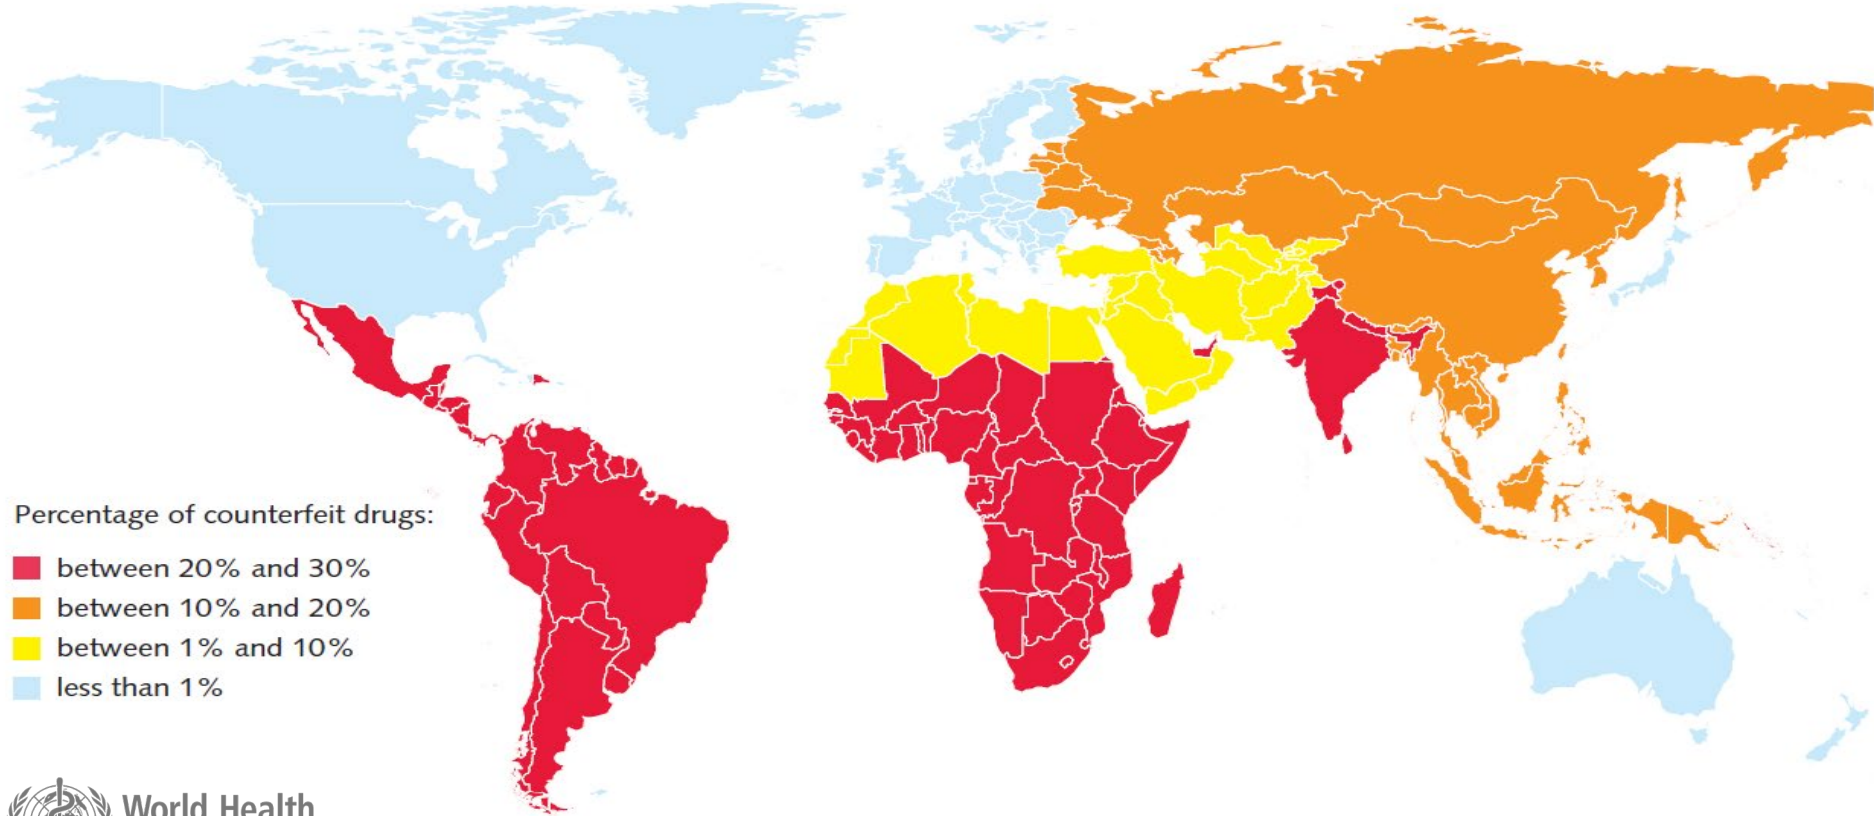 Percentage of counterfeit drugs:
between 20% and 30%
between 10% and 20%
between 1% and 10%
less than 1%
World Health